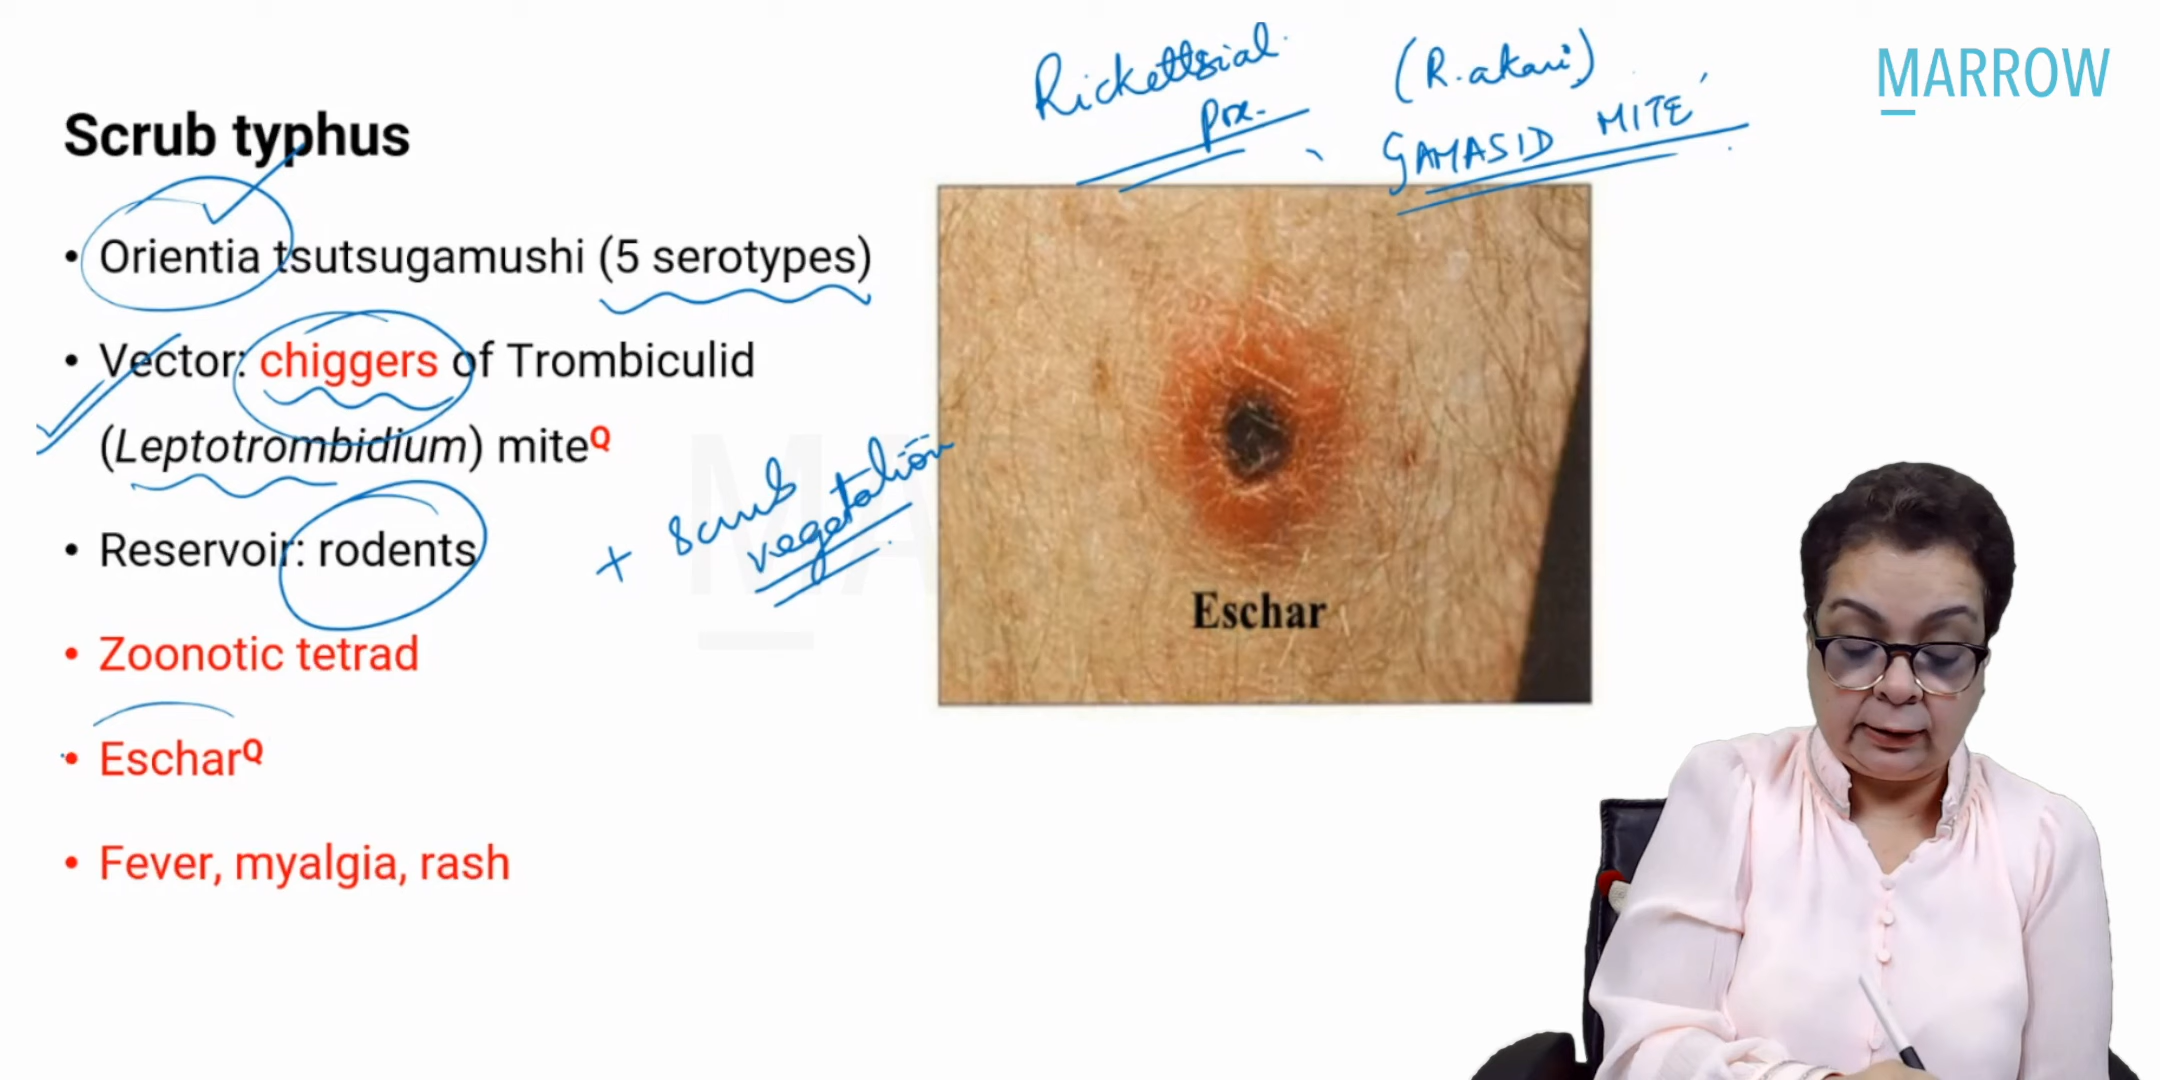 Rickettsial (R. akari)
pox. GAMASID MITE
MARROW
Scrub typhus
• Orientia tsutsugamushi (5 serotypes)
• Vector: chiggers of Trombiculid
(Leptotrombidium) miteQ
+ scrub
vegetation
• Reservoir: rodents
• Zoonotic tetrad
• EscharQ
• Fever, myalgia, rash
Eschar